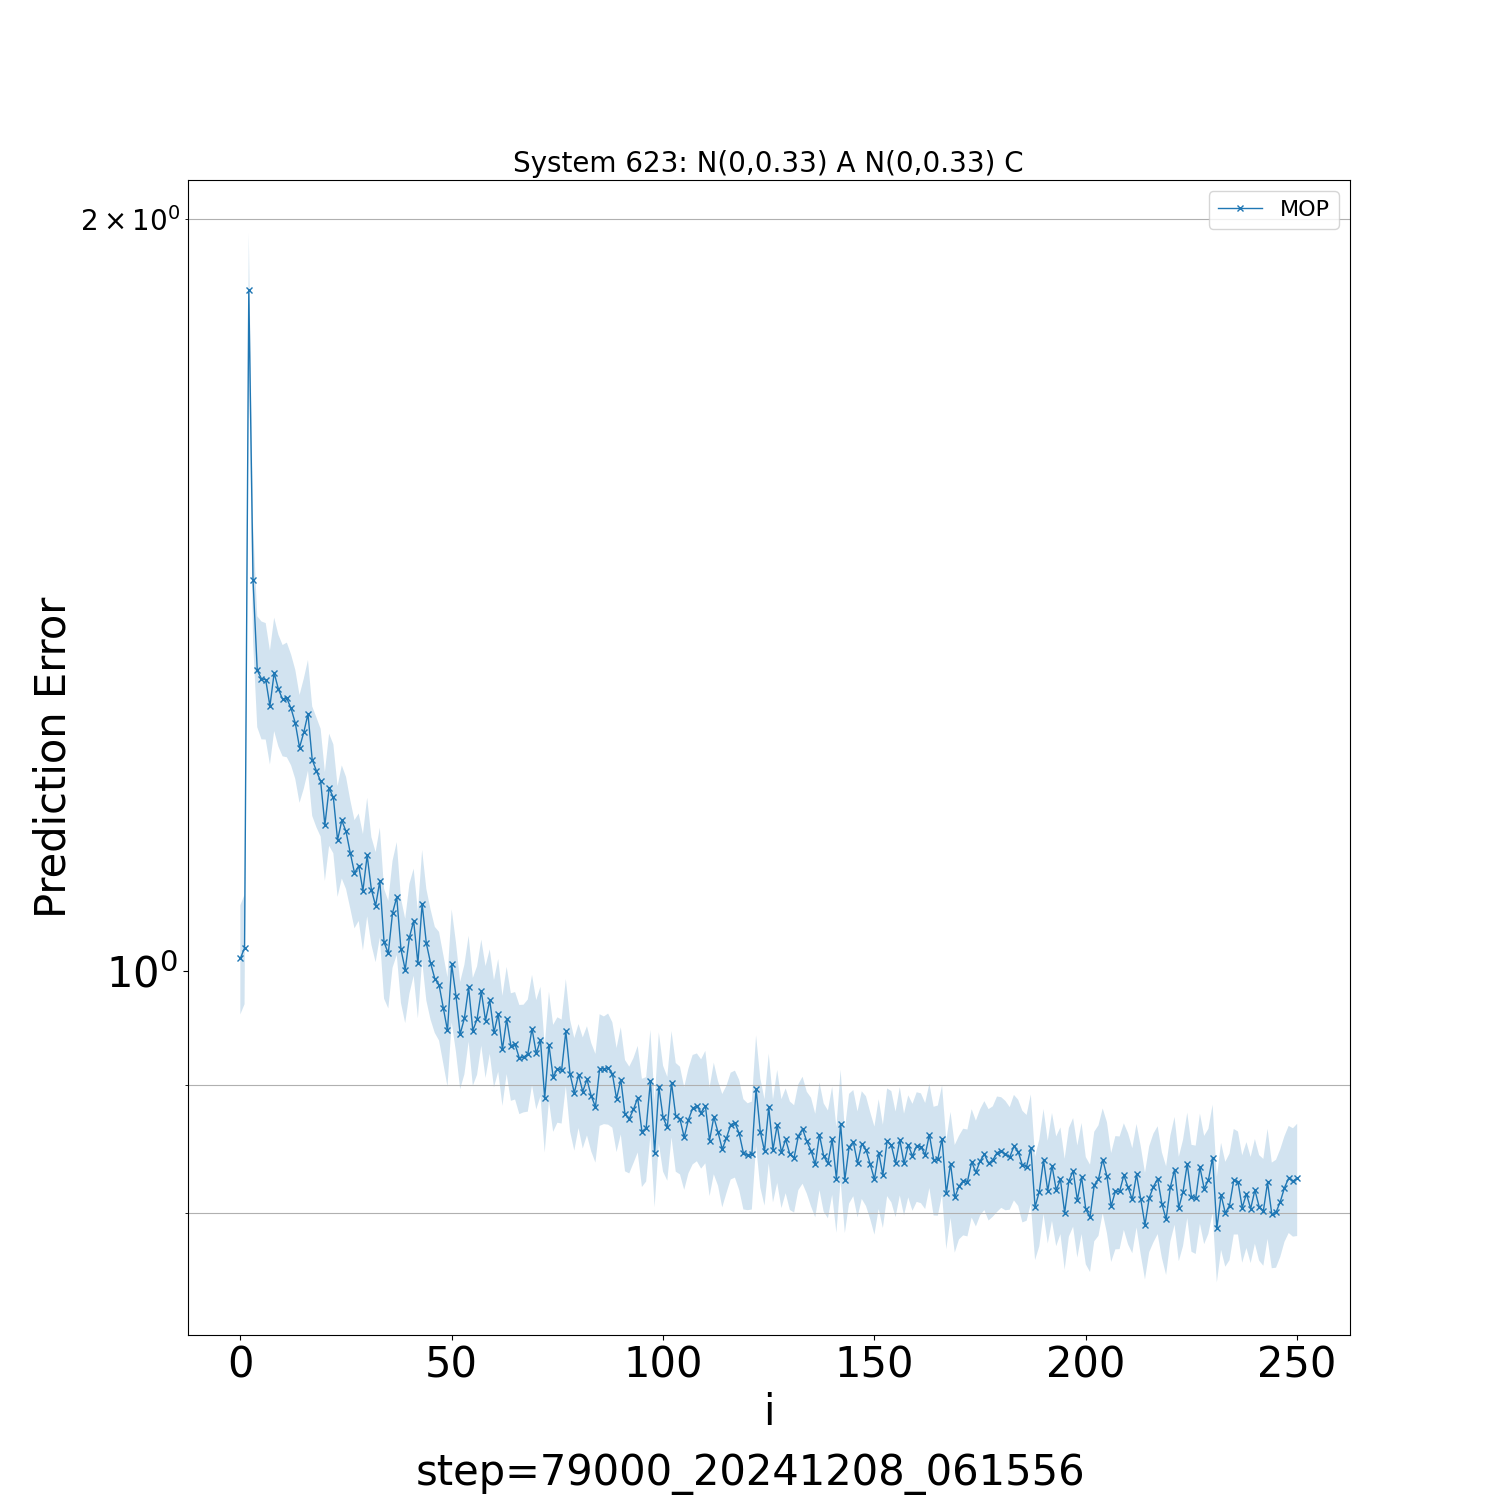 System 623: N(0,0.33) A N(0,0.33) C
MOP
2 × 10⁰
10⁰
Prediction Error
0 50 100 150 200 250
i
step=79000_20241208_061556